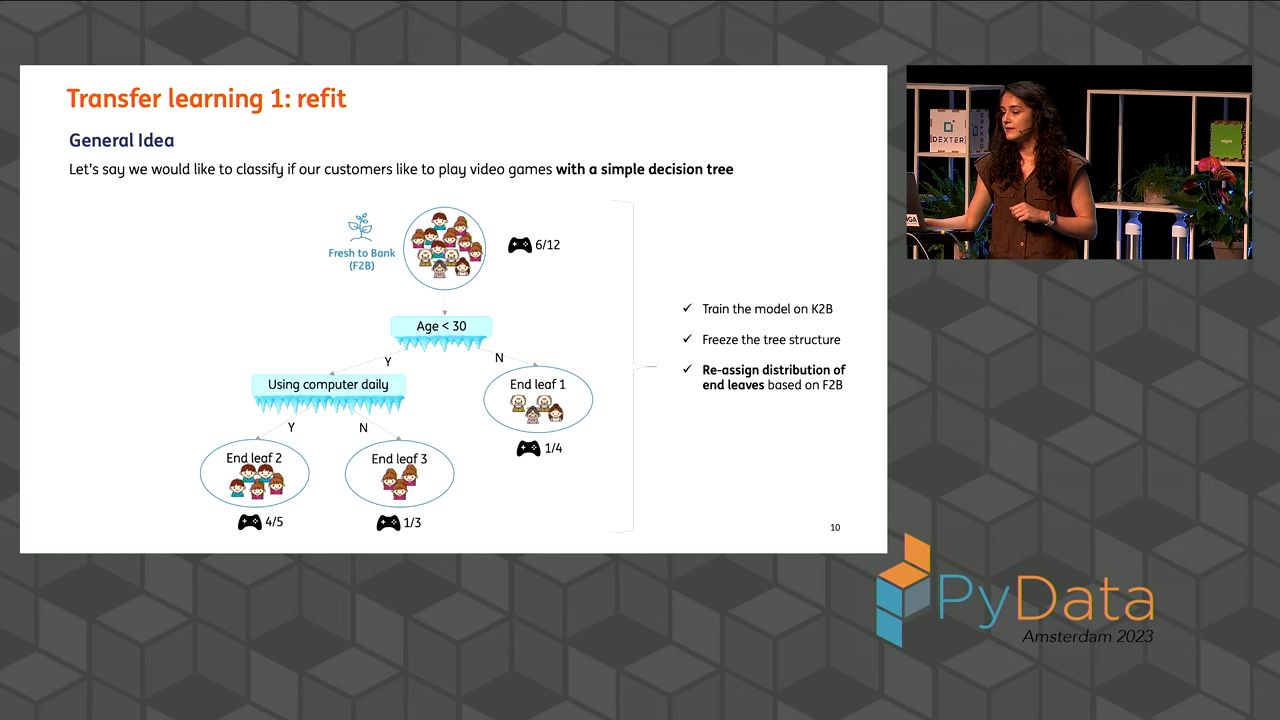 Transfer learning 1: refit
General Idea
Let's say we would like to classify if our customers like to play video games with a simple decision tree
Fresh to Bank
(F2B)
6/12
Age < 30
Y
N
Using computer daily
End leaf 1
1/4
Y
N
End leaf 2
End leaf 3
4/5
1/3
✓ Train the model on K2B
✓ Freeze the tree structure
✓ Re-assign distribution of
end leaves based on F2B
10
DEXTER
PyData
Amsterdam 2023